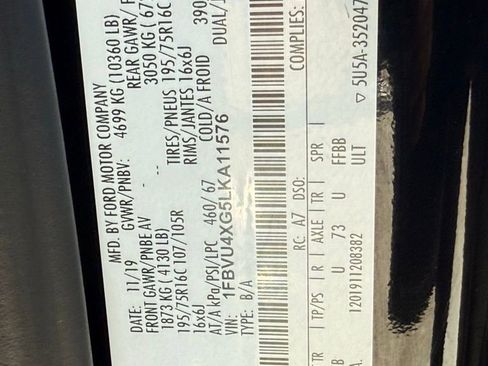 MFD. BY FORD MOTOR COMPANY
DATE: 11/19 GVWR/PNBV: 4699 KG (10360 LB)
FRONT GAWR/PNBE AV REAR GAWR/
1873 KG (4130 LB) 3050 KG ( 67
195/75R16C 107/105R TIRES/PNEUS 195/75R16C
16x6J RIMS/JANTES 16x6J
AT/A kPa/PSI/LPC 460/ 67 COLD/A FROID 390
VIN: 1FBVU4XG5LKA11576 DUAL/
TYPE: B/A
COMPLIES
RC: A7 DSO:
TR TP/PS R AXLE TR SPR
B U 73 U FFBB
A. 1201911208382 ULT ▽ 5U5A-352047